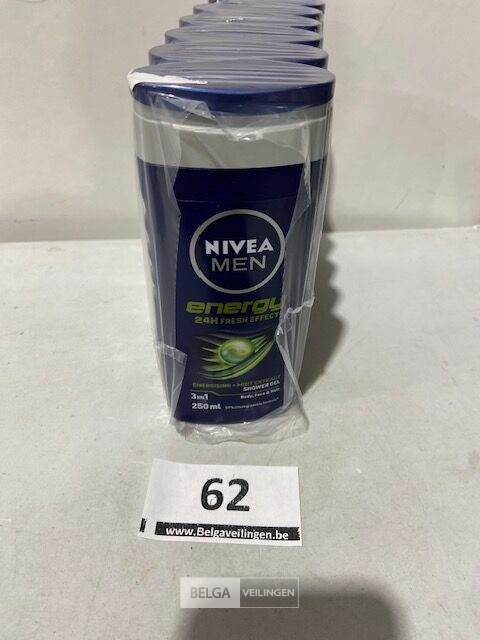 NIVEA
MEN
energy
24H FRESH EFFECT
ENERGISING + MINT EXTRACT
SHOWER GEL
3 IN 1
Body, Face & Hair
250 ml
62
www.Belgaveilingen.be
BELGA VEILINGEN